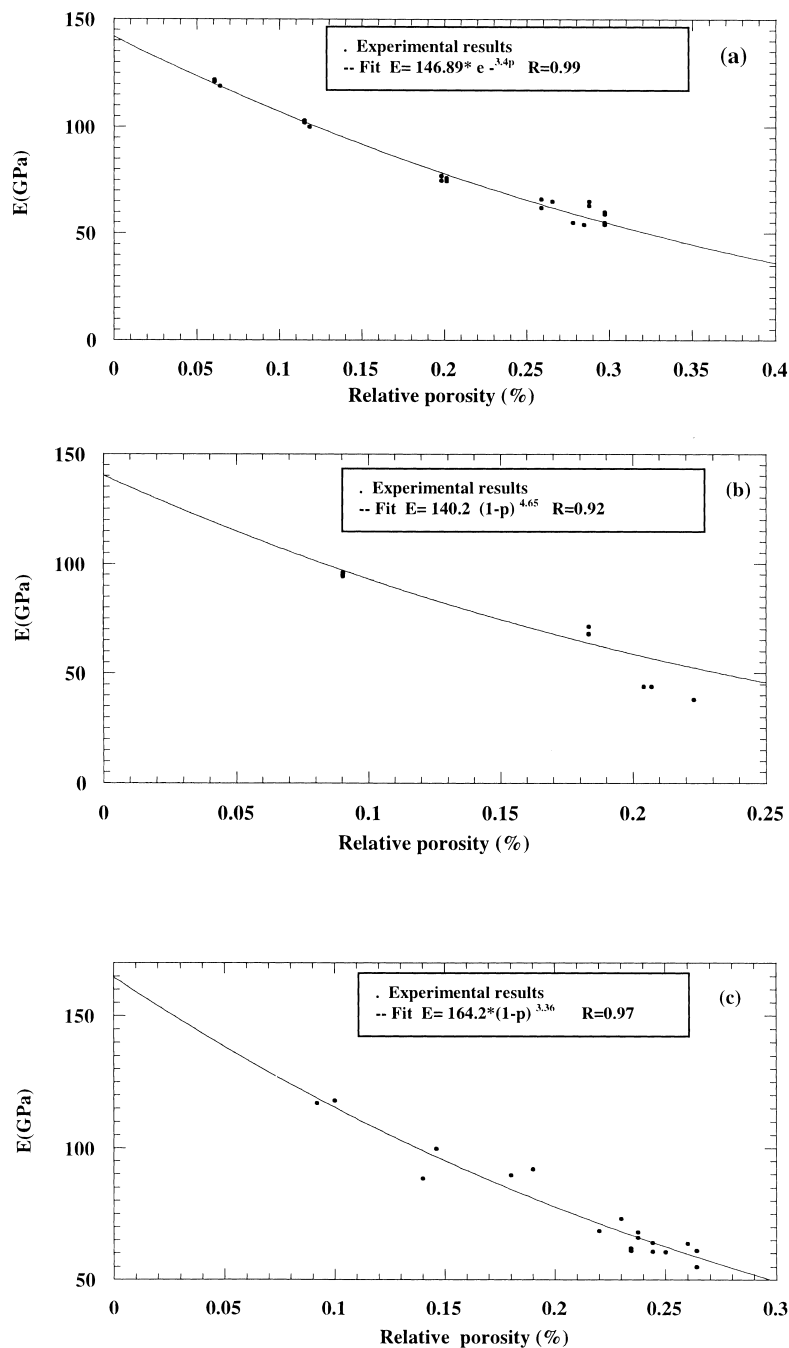 150
100
50
0
E(GPa)
. Experimental results
-- Fit E= 146.89* e -3.4p R=0.99
(a)
0 0.05 0.1 0.15 0.2 0.25 0.3 0.35 0.4
Relative porosity (%)
150
100
50
0
E(GPa)
. Experimental results
-- Fit E= 140.2 (1-p) 4.65 R=0.92
(b)
0 0.05 0.1 0.15 0.2 0.25
Relative porosity (%)
150
100
50
E(GPa)
. Experimental results
-- Fit E= 164.2*(1-p) 3.36 R=0.97
(c)
0 0.05 0.1 0.15 0.2 0.25 0.3
Relative porosity (%)